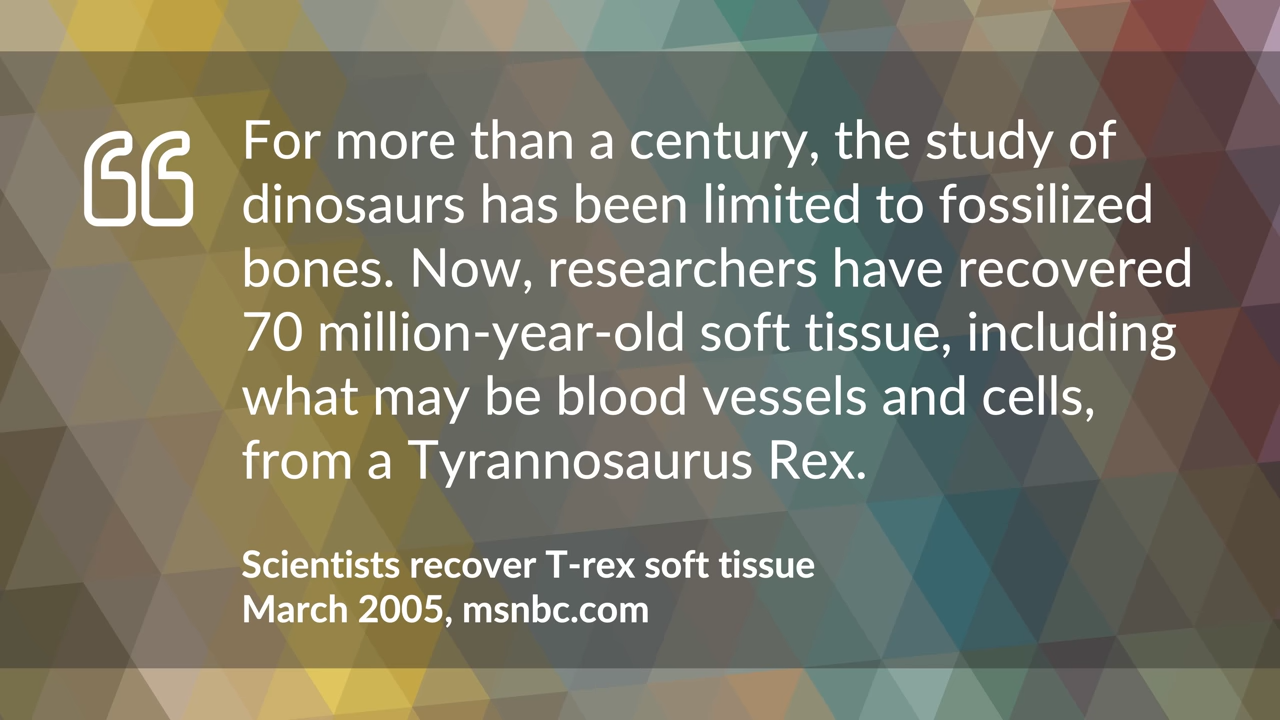 For more than a century, the study of
dinosaurs has been limited to fossilized
bones. Now, researchers have recovered
70 million-year-old soft tissue, including
what may be blood vessels and cells,
from a Tyrannosaurus Rex.
Scientists recover T-rex soft tissue
March 2005, msnbc.com